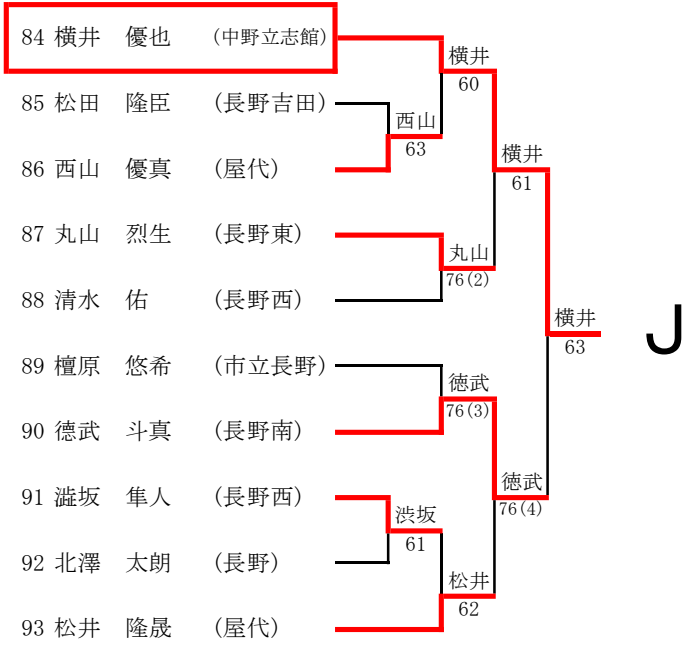 84 横井　優也　(中野立志館)
横井
60
85 松田　隆臣　(長野吉田)
西山
63
86 西山　優真　(屋代)
横井
61
87 丸山　烈生　(長野東)
丸山
76(2)
88 清水　佑　(長野西)
横井
63
J
89 檀原　悠希　(市立長野)
徳武
76(3)
90 德武　斗真　(長野南)
徳武
76(4)
91 澁坂　隼人　(長野西)
渋坂
61
92 北澤　太朗　(長野)
松井
62
93 松井　隆晟　(屋代)